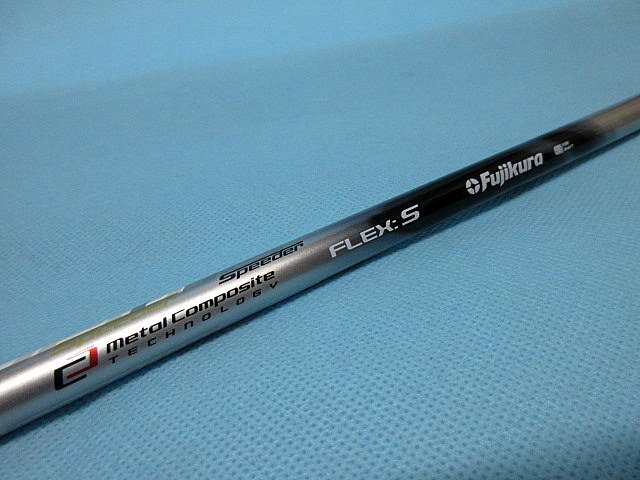 Speeder
metal Composite
TECHNOLOGY
FLEX: S
Fujikura